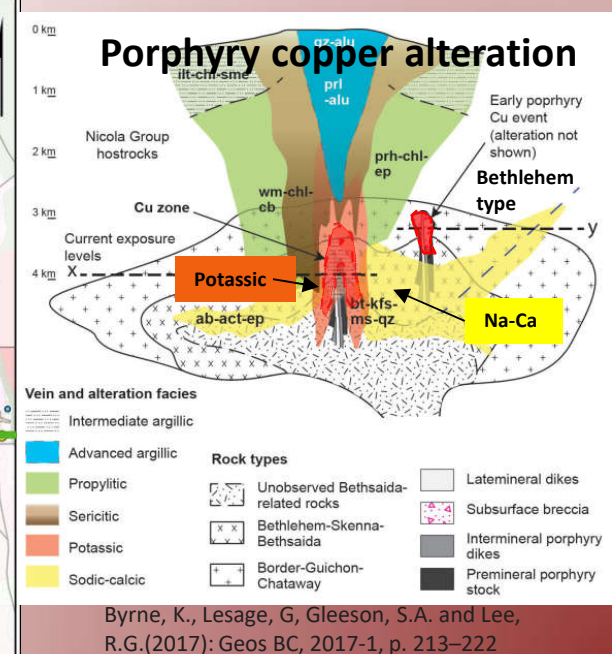 Porphyry copper alteration
0 km
1 km
2 km
3 km
4 km
qz-alu
ilt-chl-sme
prl
-alu
Nicola Group
hostrocks
Early poprhyry
Cu event
(alteration not
shown)
Bethlehem
type
prh-chl-
ep
wm-chl-
cb
Cu zone
Current exposure
levels
X
y
Potassic
bt-kfs-
ms-qz
ab-act-ep
Na-Ca
Vein and alteration facies
Intermediate argillic
Advanced argillic
Propylitic
Sericitic
Potassic
Sodic-calcic
Rock types
Unobserved Bethsaida-
related rocks
Bethlehem-Skenna-
Bethsaida
Border-Guichon-
Chataway
Latemineral dikes
Subsurface breccia
Intermineral porphyry
dikes
Premineral porphyry
stock
Byrne, K., Lesage, G, Gleeson, S.A. and Lee,
R.G.(2017): Geos BC, 2017-1, p. 213–222